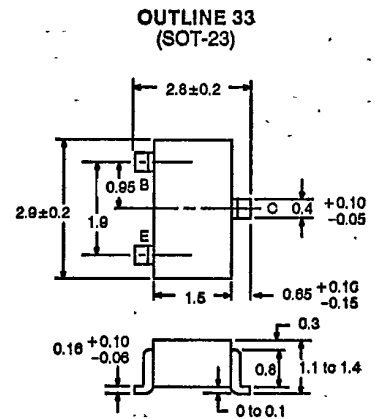 OUTLINE 33
(SOT-23)
2.8±0.2
B
0.95
2.9±0.2
1.9
C
0.4 +0.10 -0.05
E
1.5
0.65 +0.10 -0.15
0.3
0.16 +0.10 -0.06
0.8
1.1 to 1.4
0 to 0.1